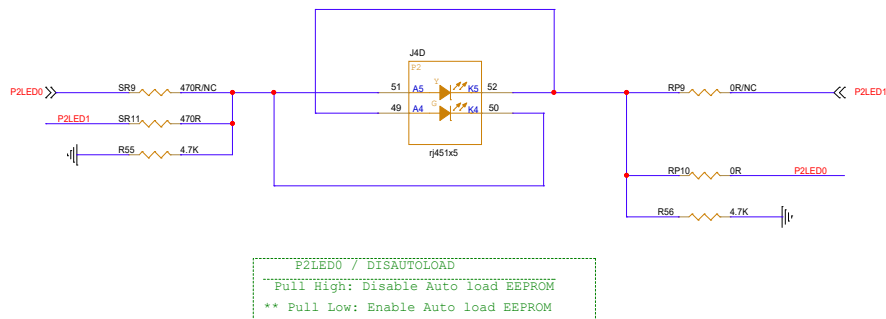 J4D
P2
P2LED0 SR9 470R/NC 51 A5 Y K5 52 RP9 0R/NC P2LED1
49 A4 G K4 50
P2LED1 SR11 470R
R55 4.7K rj451x5
RP10 0R P2LED0
R56 4.7K
P2LED0 / DISAUTOLOAD
Pull High: Disable Auto load EEPROM
** Pull Low: Enable Auto load EEPROM